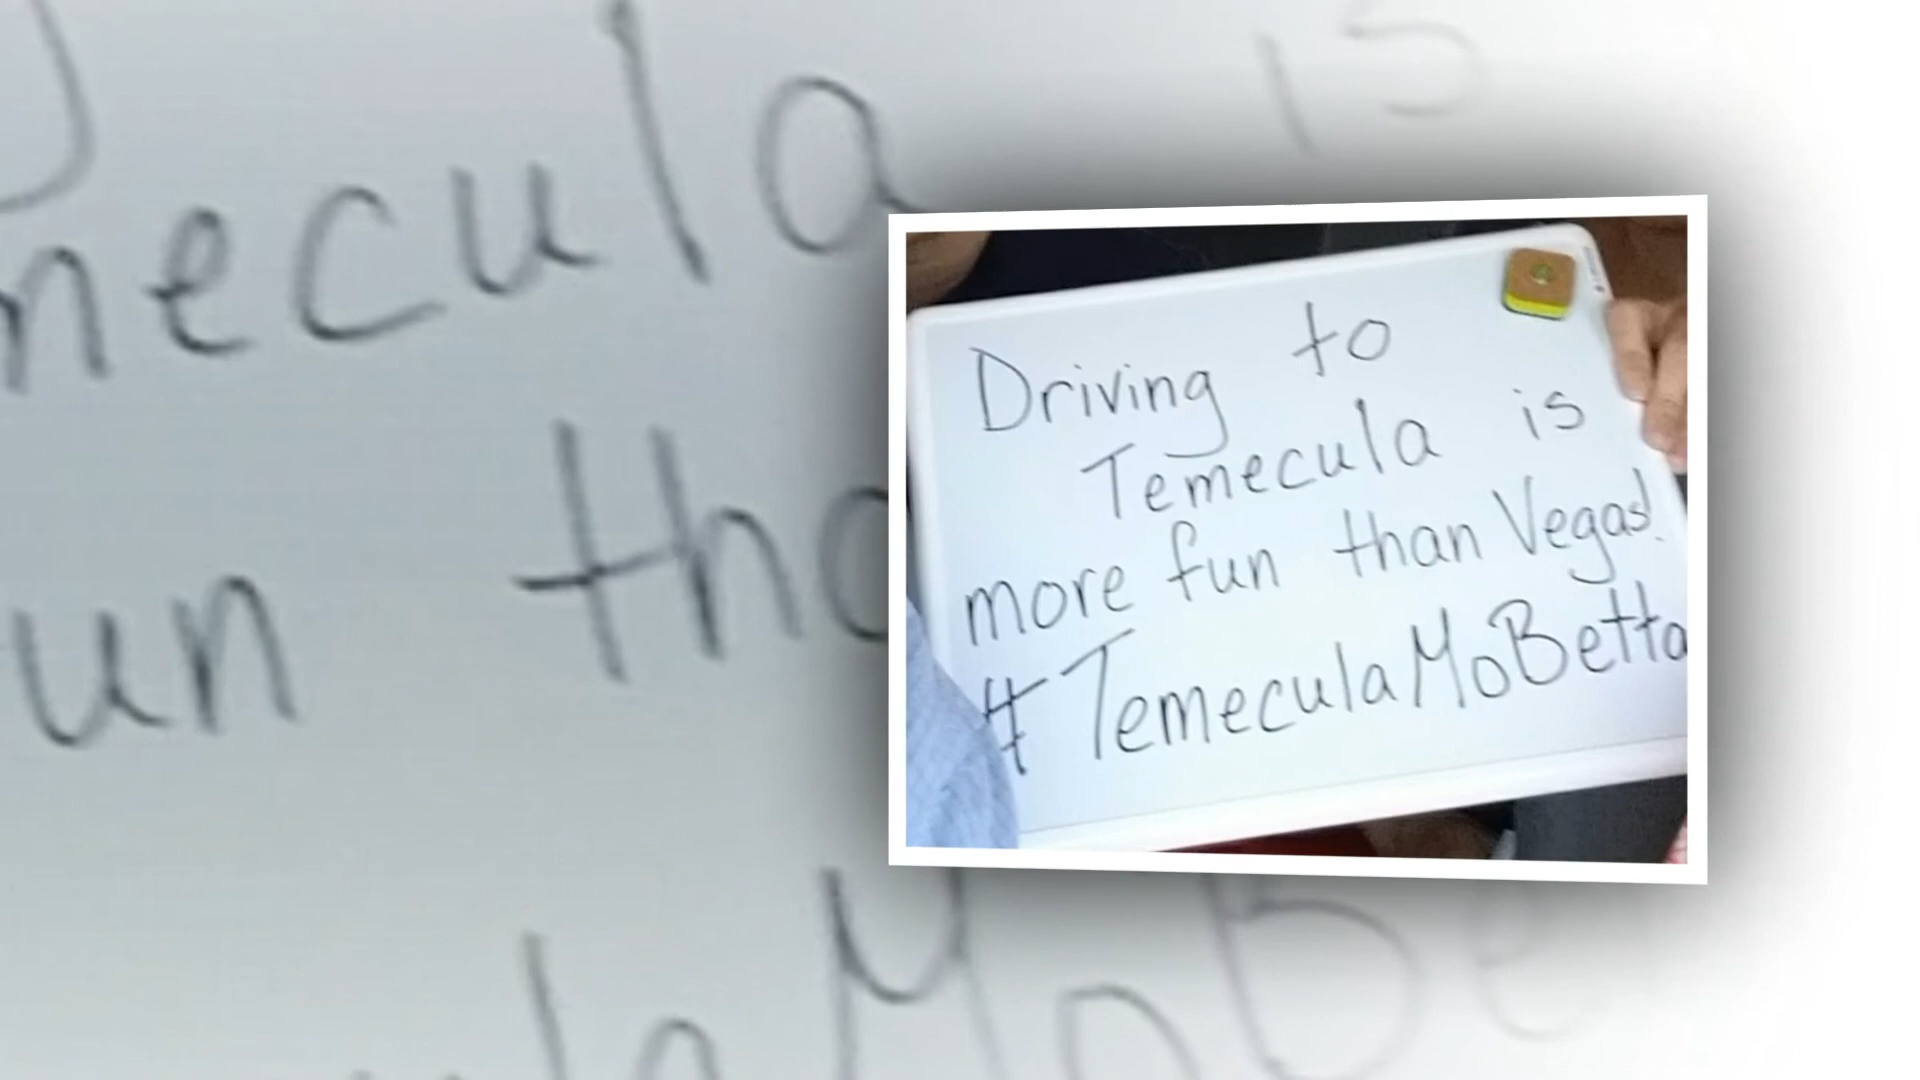 Driving to
Temecula is
more fun than Vegas!
#TemeculaMoBetta